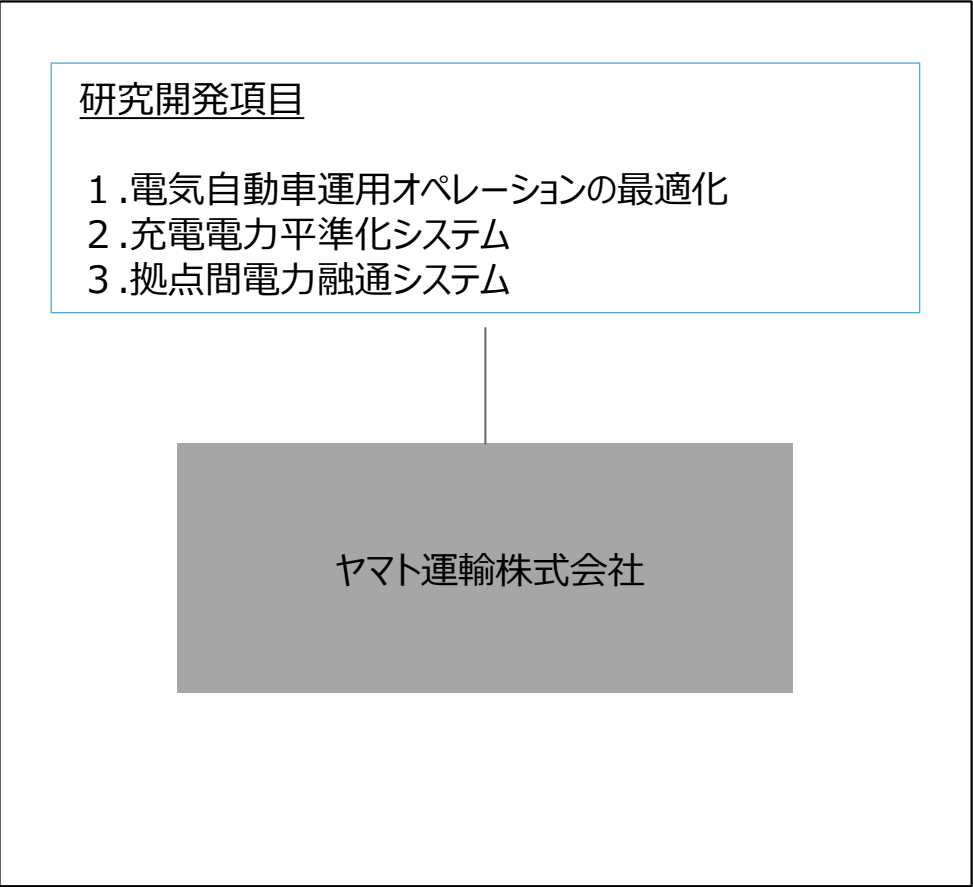 研究開発項目
１.電気自動車運用オペレーションの最適化
２.充電電力平準化システム
３.拠点間電力融通システム
ヤマト運輸株式会社